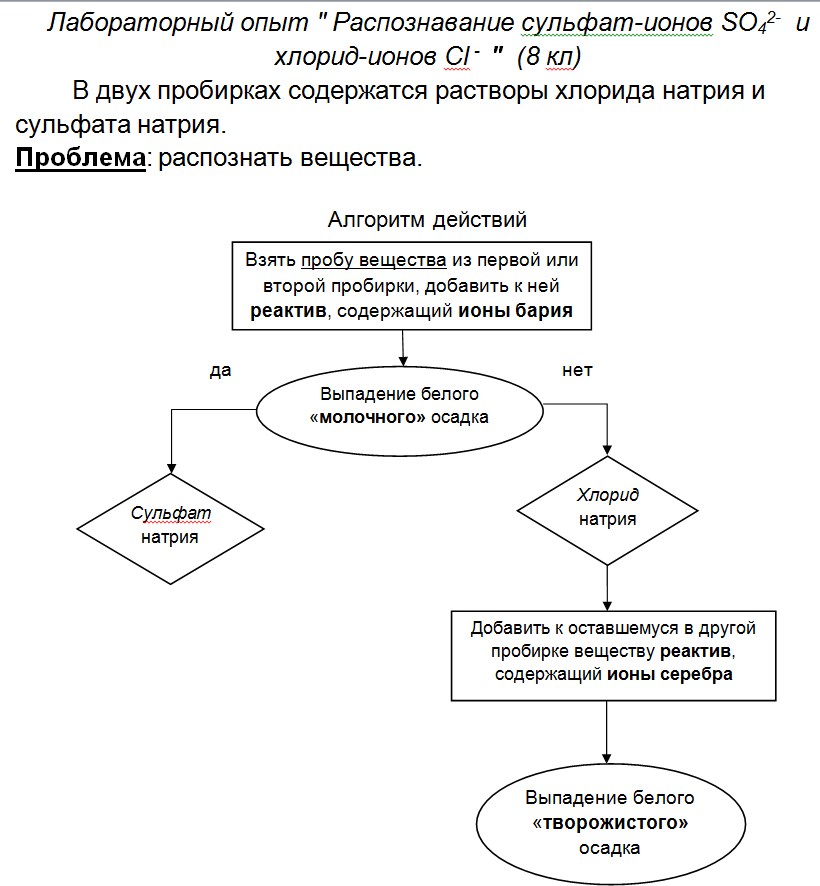 Лабораторный опыт " Распознавание сульфат-ионов SO₄²⁻ и
хлорид-ионов Cl⁻ " (8 кл)
В двух пробирках содержатся растворы хлорида натрия и
сульфата натрия.
Проблема: распознать вещества.
Алгоритм действий
Взять пробу вещества из первой или
второй пробирки, добавить к ней
реактив, содержащий ионы бария
да
нет
Выпадение белого
«молочного» осадка
Сульфат
натрия
Хлорид
натрия
Добавить к оставшемуся в другой
пробирке веществу реактив,
содержащий ионы серебра
Выпадение белого
«творожистого»
осадка